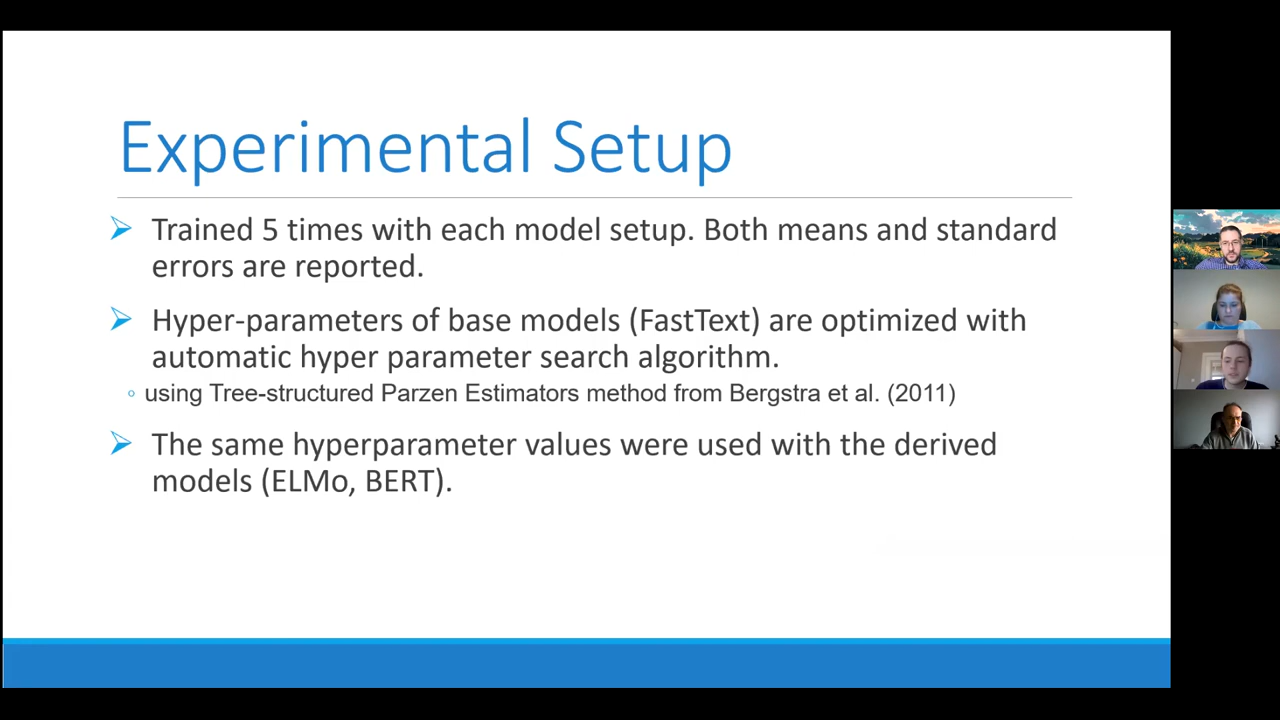 Experimental Setup
Trained 5 times with each model setup. Both means and standard
errors are reported.
Hyper-parameters of base models (FastText) are optimized with
automatic hyper parameter search algorithm.
using Tree-structured Parzen Estimators method from Bergstra et al. (2011)
The same hyperparameter values were used with the derived
models (ELMo, BERT).